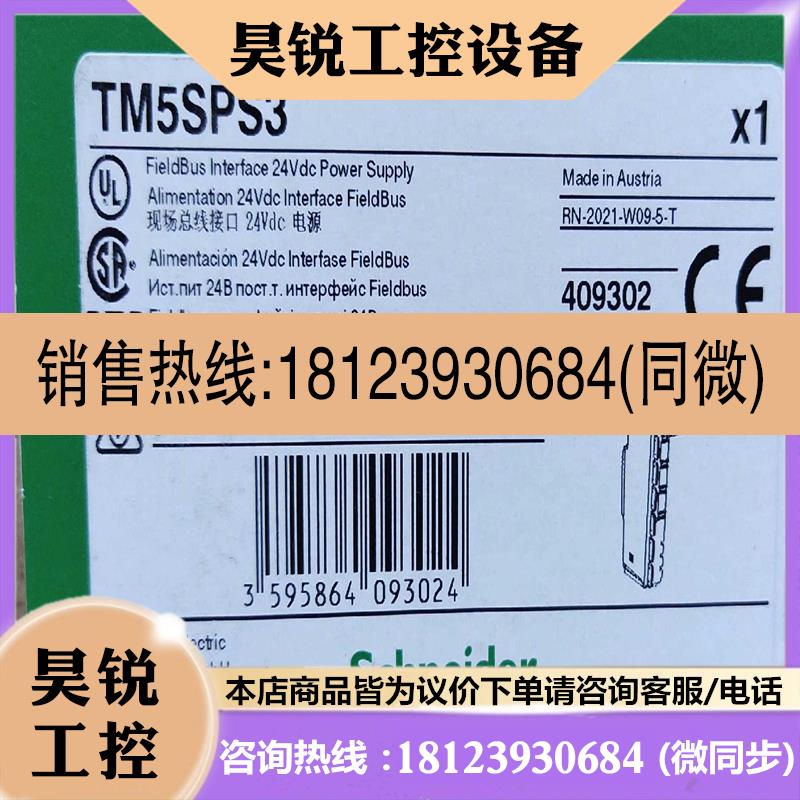 昊锐工控设备
TM5SPS3
x1
FieldBus Interface 24Vdc Power Supply
Made in Austria
Alimentation 24Vdc Interface FieldBus
现场总线接口 24Vdc 电源
RN-2021-W09-5-T
Alimentación 24Vdc Interfase FieldBus
Ист.пит 24В пост.т. интерфейс Fieldbus
409302
UL
SA
CE
销售热线:18123930684(同微)
3 595864 093024
Schneider
昊锐
工控
本店商品皆为议价下单请咨询客服/电话
咨询热线:18123930684 (微同步)